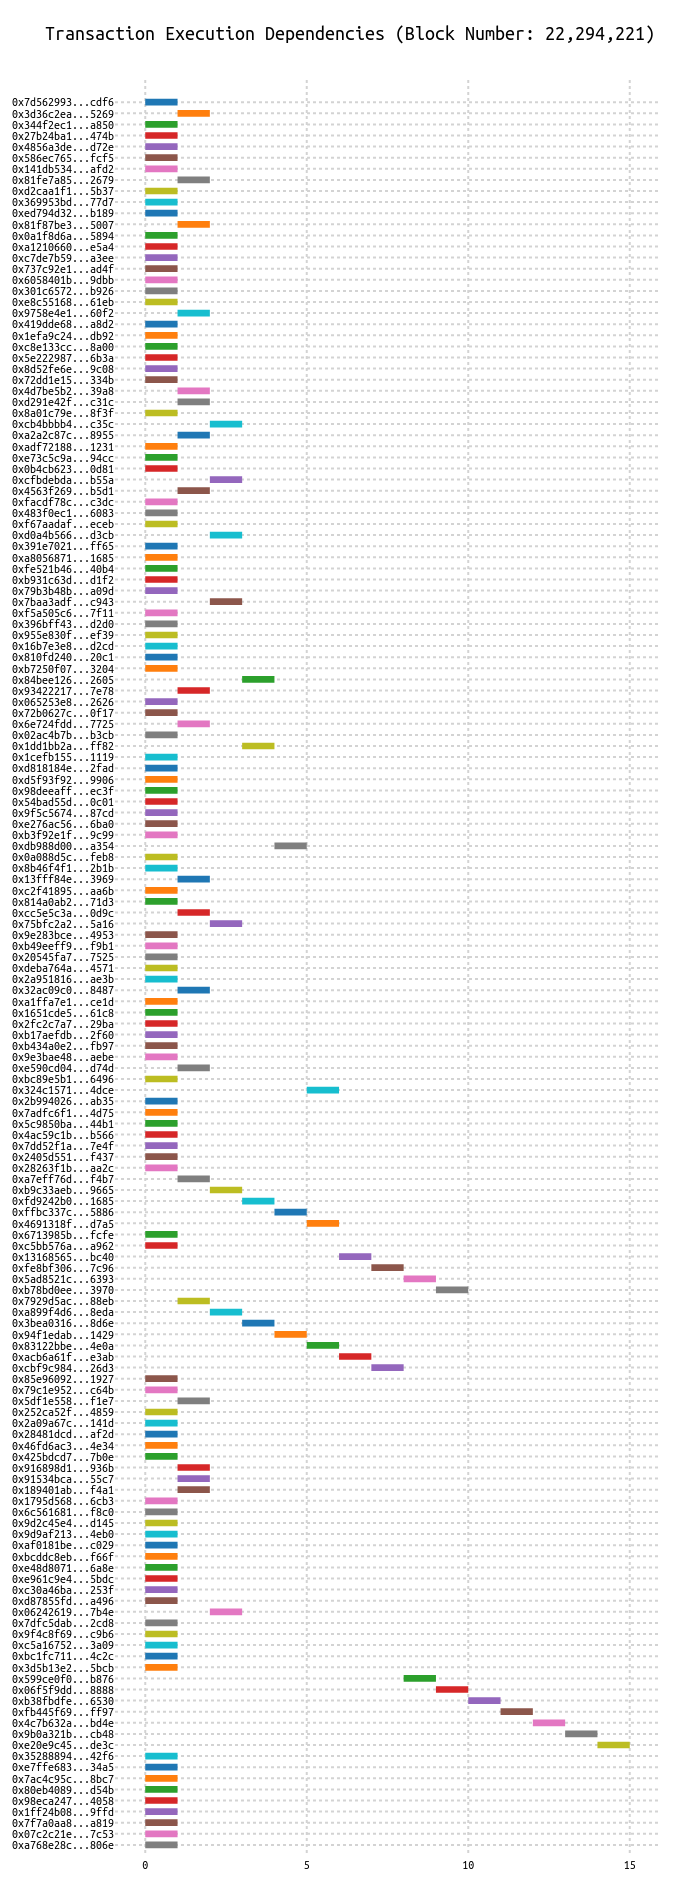 Transaction Execution Dependencies (Block Number: 22,294,221)
0x7d562993...cdf6
0x3d36c2ea...5269
0x344f2ec1...a850
0x27b24ba1...474b
0x4856a3de...d72e
0x586ec765...fcf5
0x141db534...afd2
0x81fe7a85...2679
0xd2caa1f1...5b37
0x369953bd...77d7
0xed794d32...b189
0x81f87be3...5007
0x0a1f8d6a...5894
0xa1210660...e5a4
0xc7de7b59...a3ee
0x737c92e1...ad4f
0x6058401b...9dbb
0x301c6572...b926
0xe8c55168...61eb
0x9758e4e1...60f2
0x419dde68...a8d2
0x1efa9c24...db92
0xc8e133cc...8a00
0x5e222987...6b3a
0x8d52fe6e...9c08
0x72dd1e15...334b
0x4d7be5b2...39a8
0xd291e42f...c31c
0x8a01c79e...8f3f
0xcb4bbbb4...c35c
0xa2a2c87c...8955
0xadf72188...1231
0xe73c5c9a...94cc
0x0b4cb623...0d81
0xcfbdebda...b55a
0x4563f269...b5d1
0xfacdf78c...c3dc
0x483f0ec1...6083
0xf67aadaf...eceb
0xd0a4b566...d3cb
0x391e7021...ff65
0xa8056871...1685
0xfe521b46...40b4
0xb931c63d...d1f2
0x79b3b48b...a09d
0x7baa3adf...c943
0xf5a505c6...7f11
0x396bff43...d2d0
0x955e830f...ef39
0x16b7e3e8...d2cd
0x810fd240...20c1
0xb7250f07...3204
0x84bee126...2605
0x93422217...7e78
0x065253e8...2626
0x72b0627c...0f17
0x6e724fdd...7725
0x02ac4b7b...b3cb
0x1dd1bb2a...ff82
0x1cefb155...1119
0xd818184e...2fad
0xd5f93f92...9906
0x98deeaff...ec3f
0x54bad55d...0c01
0x9f5c5674...87cd
0xe276ac56...6ba0
0xb3f92e1f...9c99
0xdb988d00...a354
0x0a088d5c...feb8
0x8b46f4f1...2b1b
0x13fff84e...3969
0xc2f41895...aa6b
0x814a0ab2...71d3
0xcc5e5c3a...0d9c
0x75bfc2a2...5a16
0x9e283bce...4953
0xb49eeff9...f9b1
0x20545fa7...7525
0xdeba764a...4571
0x2a951816...ae3b
0x32ac09c0...8487
0xa1ffa7e1...ce1d
0x1651cde5...61c8
0x2fc2c7a7...29ba
0xb17aefdb...2f60
0xb434a0e2...fb97
0x9e3bae48...aebe
0xe590cd04...d74d
0xbc89e5b1...6496
0x324c1571...4dce
0x2b994026...ab35
0x7adfc6f1...4d75
0x5c9850ba...44b1
0x4ac59c1b...b566
0x7dd52f1a...7e4f
0x2405d551...f437
0x28263f1b...aa2c
0xa7eff76d...f4b7
0xb9c33aeb...9665
0xfd9242b0...1685
0xffbc337c...5886
0x4691318f...d7a5
0x6713985b...fcfe
0xc5bb576a...a962
0x13168565...bc40
0xfe8bf306...7c96
0x5ad8521c...6393
0xb78bd0ee...3970
0x7929d5ac...88eb
0xa899f4d6...8eda
0x3bea0316...8d6e
0x94f1edab...1429
0x83122bbe...4e0a
0xacb6a61f...e3ab
0xcbf9c984...26d3
0x85e96092...1927
0x79c1e952...c64b
0x5df1e558...f1e7
0x252ca52f...4859
0x2a09a67c...141d
0x28481dcd...af2d
0x46fd6ac3...4e34
0x425bdcd7...7b0e
0x916898d1...936b
0x91534bca...55c7
0x189401ab...f4a1
0x1795d568...6cb3
0x6c561681...f8c0
0x9d2c45e4...d145
0x9d9af213...4eb0
0xaf0181be...c029
0xbcddc8eb...f66f
0xe48d8071...6a8e
0xe961c9e4...5bdc
0xc30a46ba...253f
0xd87855fd...a496
0x06242619...7b4e
0x7dfc5dab...2cd8
0x9f4c8f69...c9b6
0xc5a16752...3a09
0xbc1fc711...4c2c
0x3d5b13e2...5bcb
0x599ce0f0...b876
0x06f5f9dd...8888
0xb38fbdfe...6530
0xfb445f69...ff97
0x4c7b632a...bd4e
0x9b0a321b...cb48
0xe20e9c45...de3c
0x35288894...42f6
0xe7ffe683...34a5
0x7ac4c95c...8bc7
0x80eb4089...d54b
0x98eca247...4058
0x1ff24b08...9ffd
0x7f7a0aa8...a819
0x07c2c21e...7c53
0xa768e28c...806e
0 5 10 15